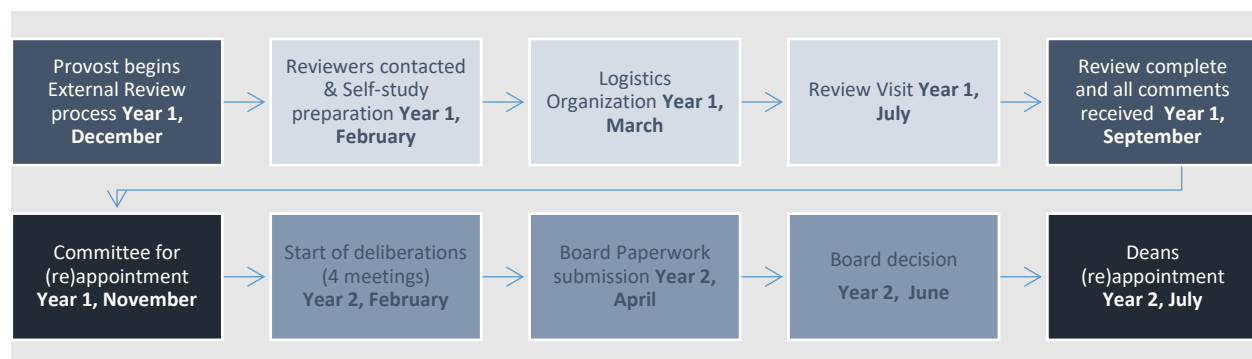 Provost begins
External Review
process Year 1,
December
Reviewers contacted
& Self-study
preparation Year 1,
February
Logistics
Organization Year 1,
March
Review Visit Year 1,
July
Review complete
and all comments
received Year 1,
September
Committee for
(re)appointment
Year 1, November
Start of deliberations
(4 meetings)
Year 2, February
Board Paperwork
submission Year 2,
April
Board decision
Year 2, June
Deans
(re)appointment
Year 2, July